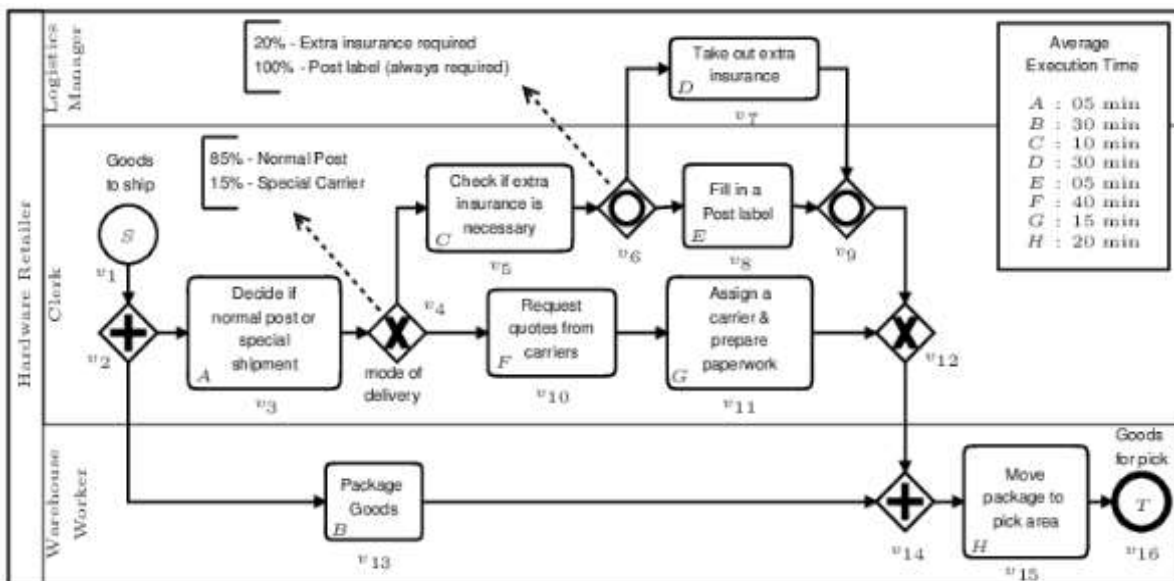 Hardware Retailer
Logistics
Manager
20% - Extra insurance required
100% - Post label (always required)
Take out extra
insurance
D
v7
Average
Execution Time
A : 05 min
B : 30 min
C : 10 min
D : 30 min
E : 05 min
F : 40 min
G : 15 min
H : 20 min
Clerk
Goods
to ship
S
v1
85% - Normal Post
15% - Special Carrier
Check if extra
insurance is
necessary
C
v5
v6
Fill in a
Post label
E
v8
v9
v2
Decide if
normal post or
special
shipment
A
v3
X
v4
mode of
delivery
Request
quotes from
carriers
F
v10
Assign a
carrier &
prepare
paperwork
G
v11
X
v12
Warehouse
Worker
Package
Goods
B
v13
v14
Move
package to
pick area
H
v15
Goods
for pick
T
v16